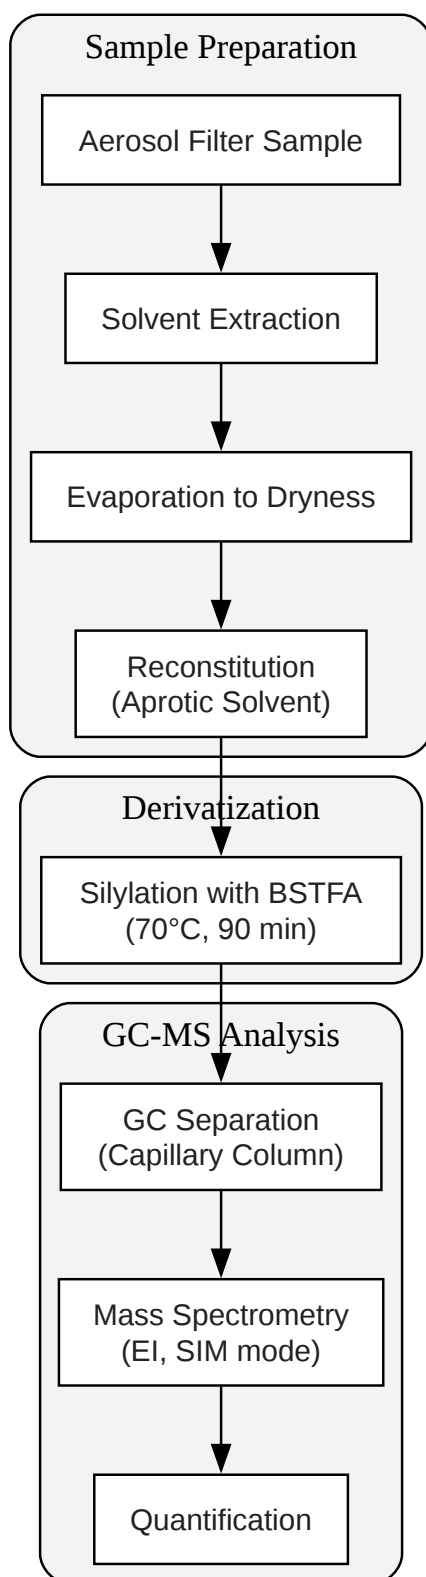 Sample Preparation
Aerosol Filter Sample
Solvent Extraction
Evaporation to Dryness
Reconstitution
(Aprotic Solvent)
Derivatization
Silylation with BSTFA
(70°C, 90 min)
GC-MS Analysis
GC Separation
(Capillary Column)
Mass Spectrometry
(EI, SIM mode)
Quantification